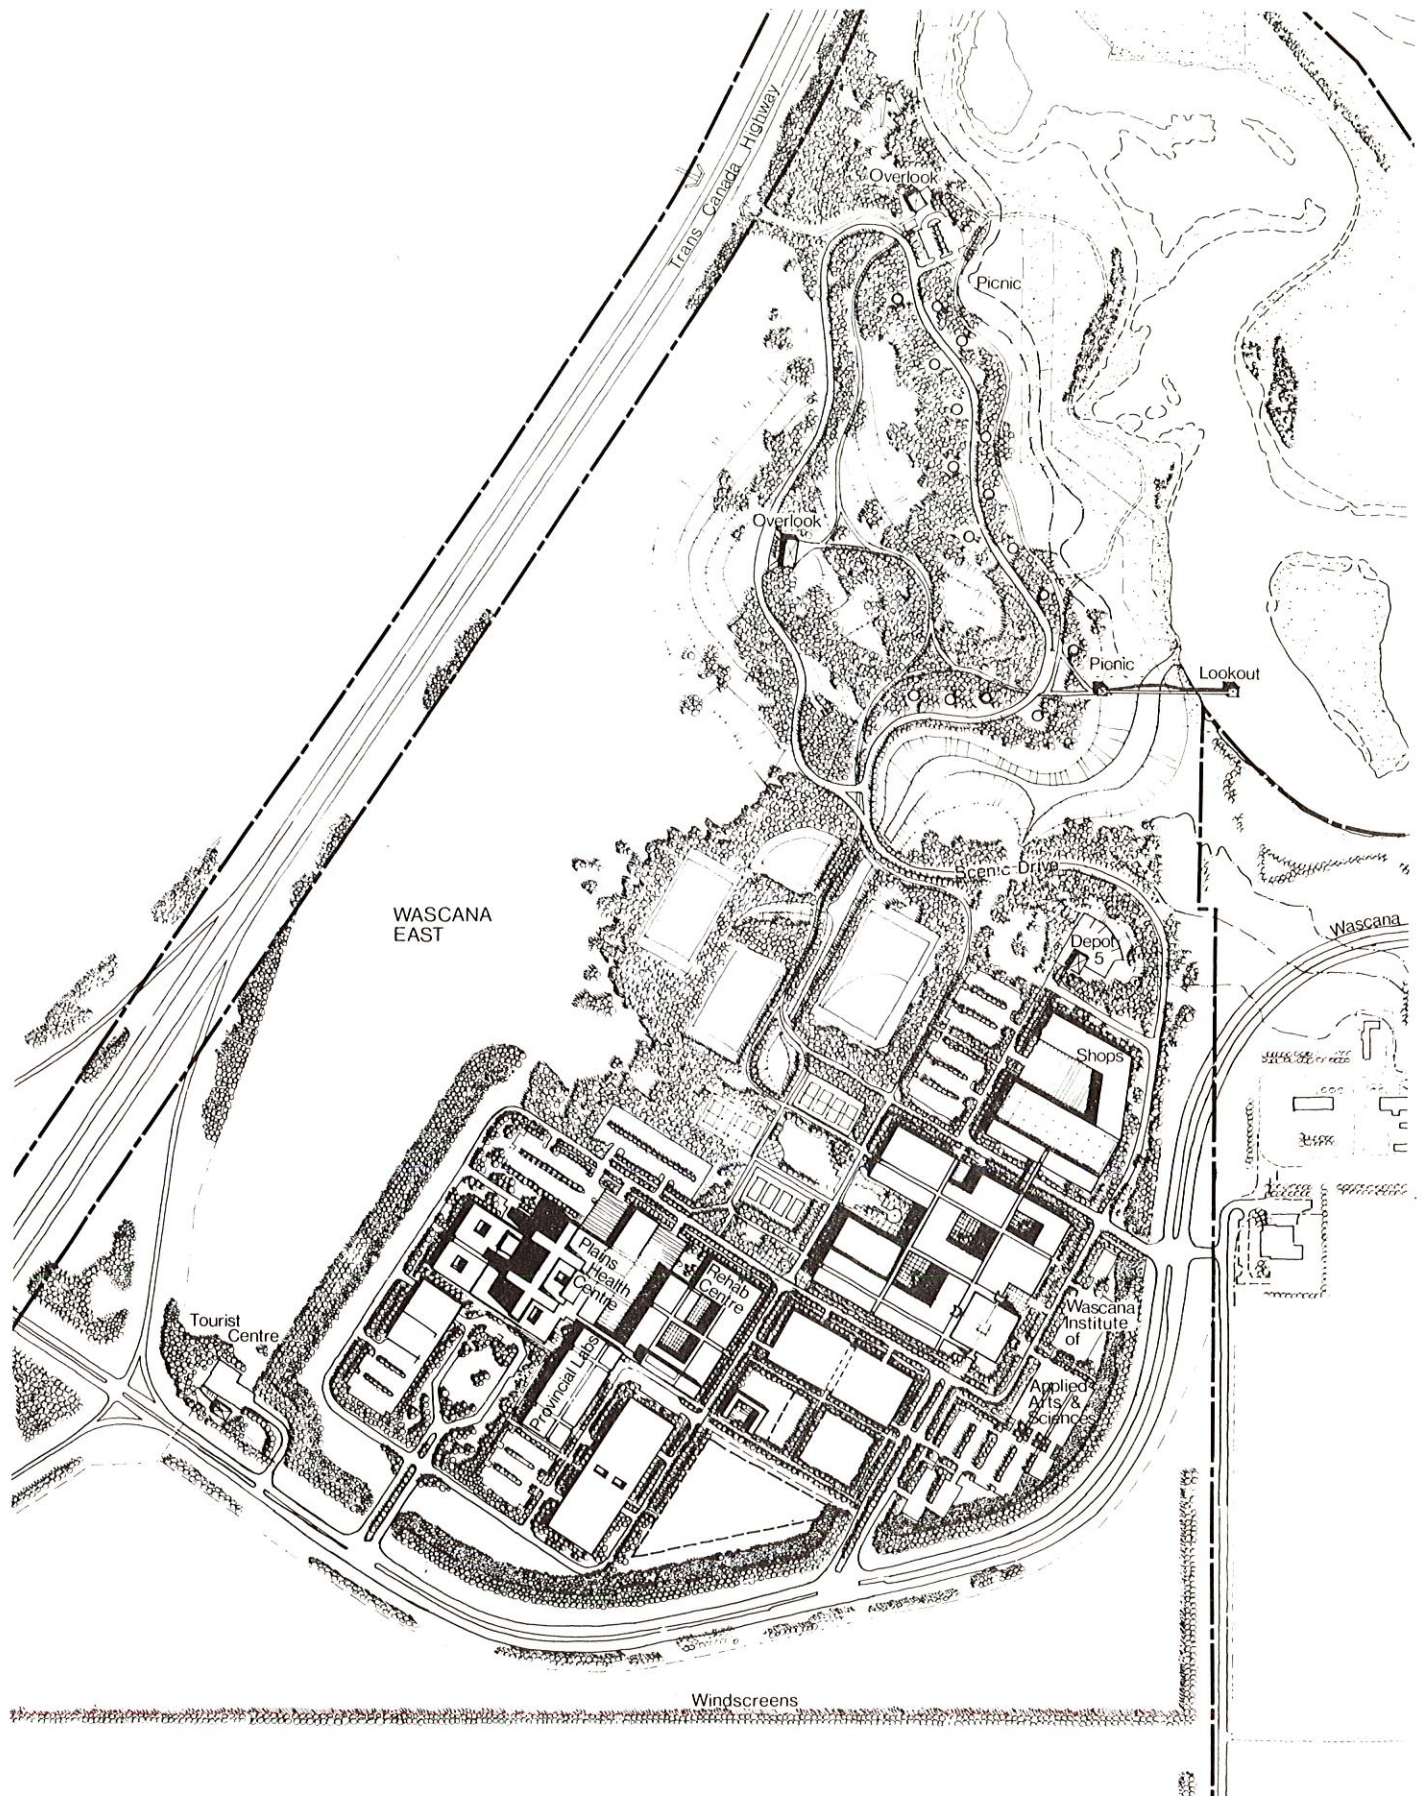 Trans Canada Highway
Overlook
Picnic
Overlook
Picnic
Lookout
Scenic Drive
WASCANA
EAST
Wascana
Depot
5
Shops
Plains
Health
Centre
Rehab
Centre
Tourist
Centre
Provincial Labs
Wascana
Institute
of
Applied
Arts &
Sciences
Windscreens